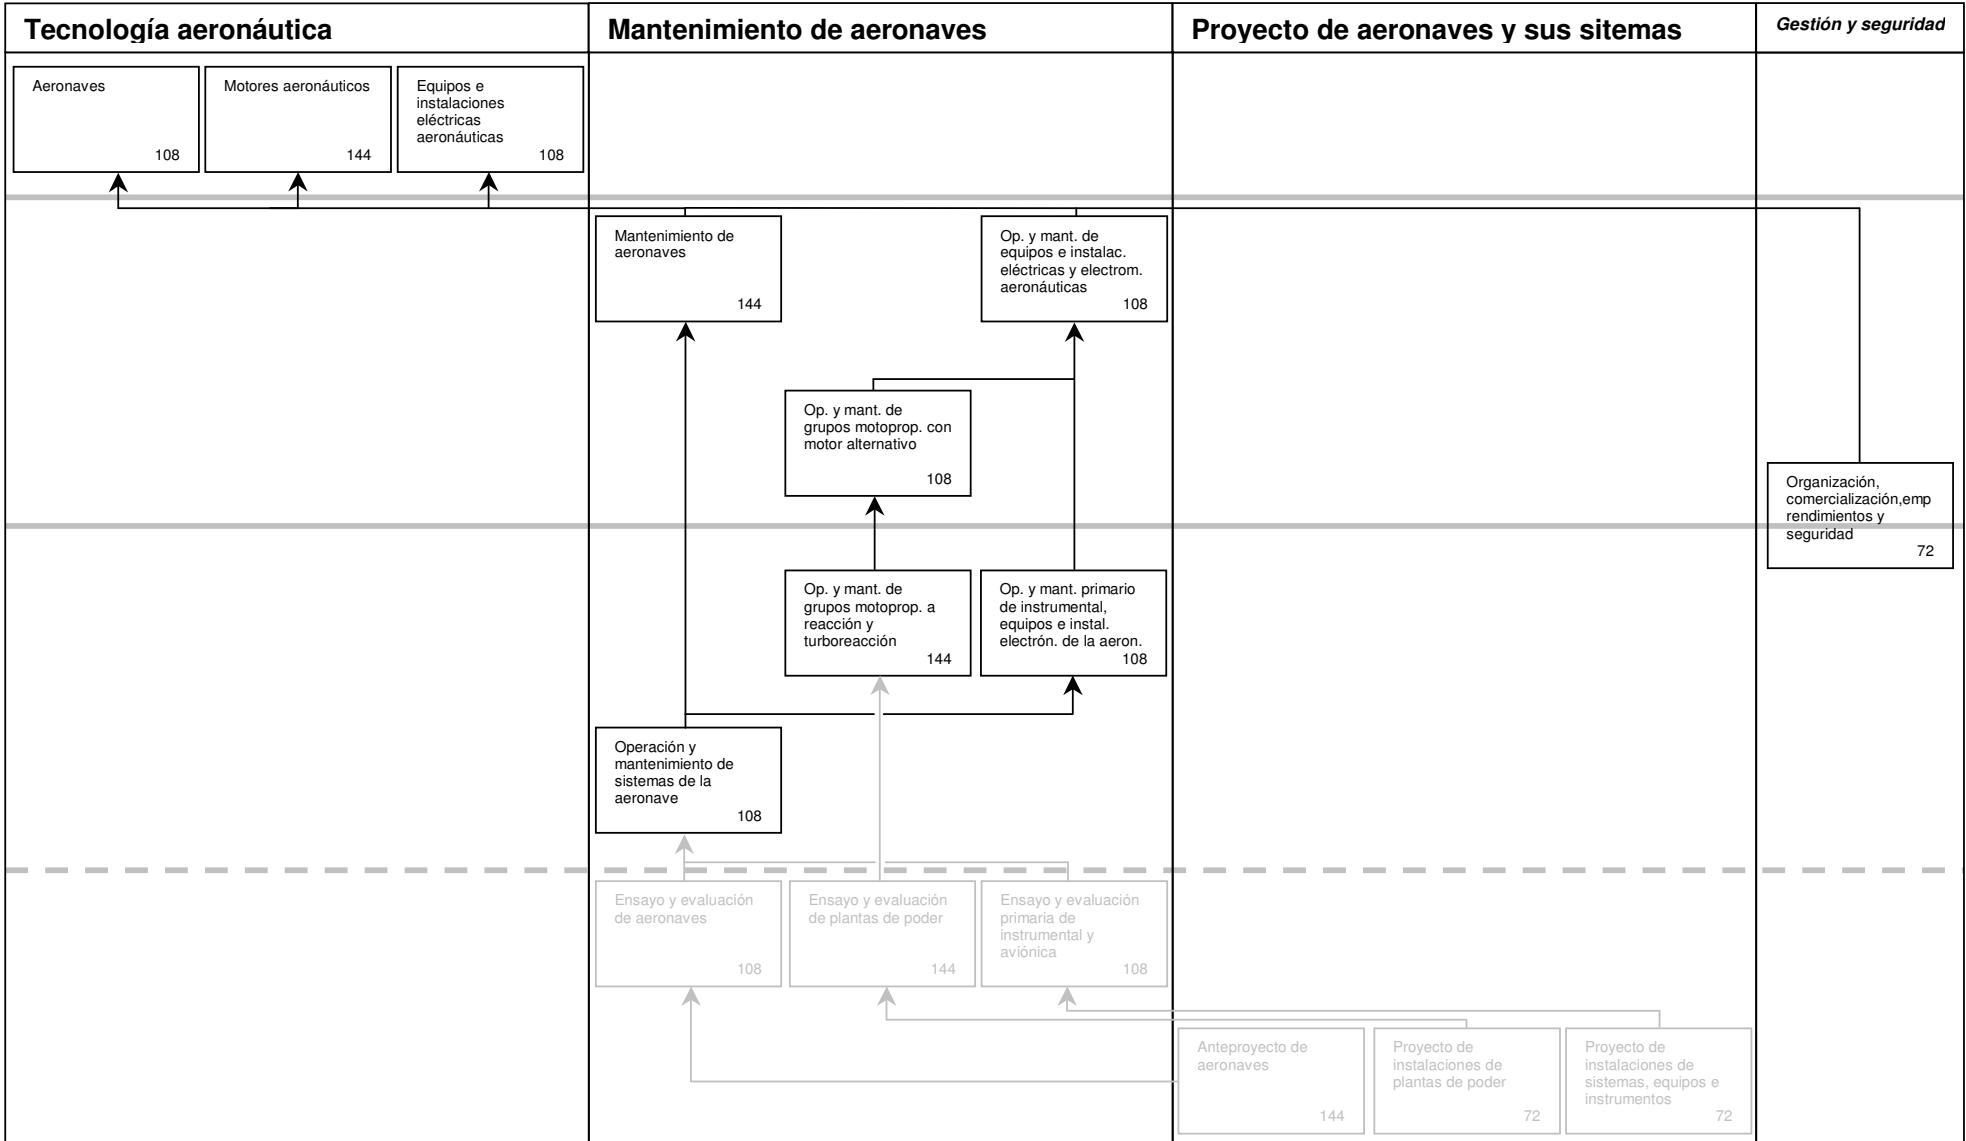 Tecnología aeronáutica
Mantenimiento de aeronaves
Proyecto de aeronaves y sus sitemas
Gestión y seguridad
Aeronaves
108
Motores aeronáuticos
144
Equipos e
instalaciones
eléctricas
aeronáuticas
108
Mantenimiento de
aeronaves
144
Op. y mant. de
equipos e instalac.
eléctricas y electrom.
aeronáuticas
108
Op. y mant. de
grupos motoprop. con
motor alternativo
108
Organización,
comercialización,emp
rendimientos y
seguridad
72
Op. y mant. de
grupos motoprop. a
reacción y
turboreacción
144
Op. y mant. primario
de instrumental,
equipos e instal.
electrón. de la aeron.
108
Operación y
mantenimiento de
sistemas de la
aeronave
108
Ensayo y evaluación
de aeronaves
108
Ensayo y evaluación
de plantas de poder
144
Ensayo y evaluación
primaria de
instrumental y
aviónica
108
Anteproyecto de
aeronaves
144
Proyecto de
instalaciones de
plantas de poder
72
Proyecto de
instalaciones de
sistemas, equipos e
instrumentos
72